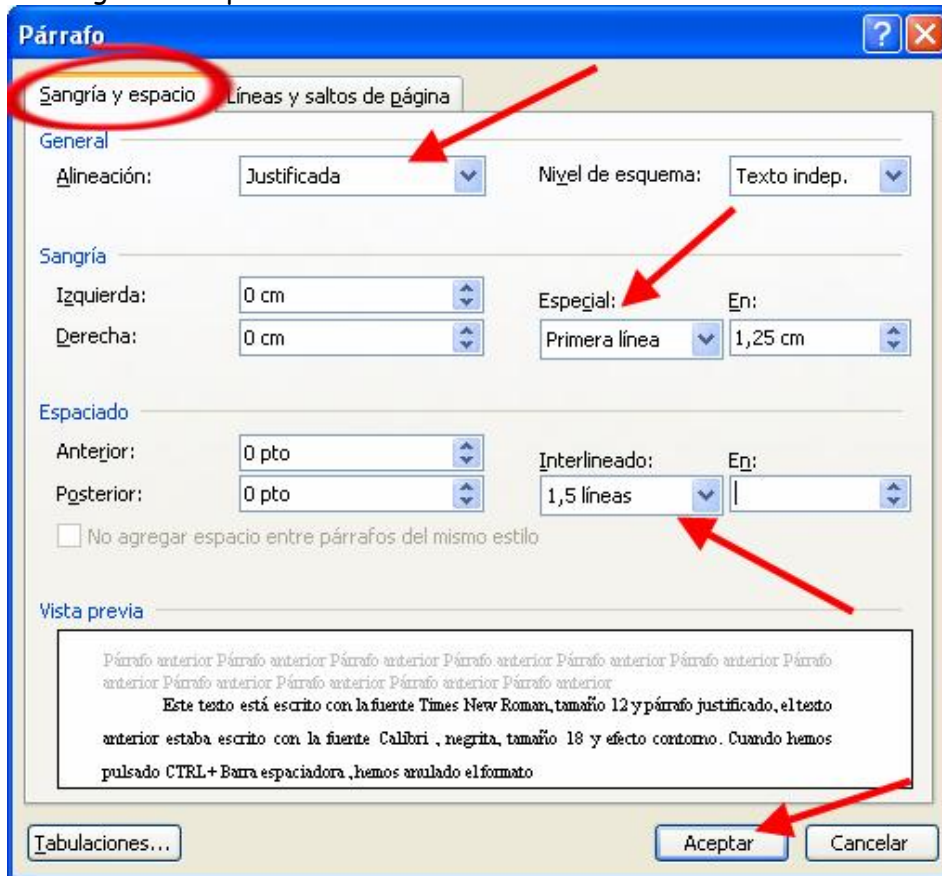 Párrafo
Sangría y espacio Líneas y saltos de página
General
Alineación: Justificada Nivel de esquema: Texto indep.
Sangría
Izquierda: 0 cm Especial: En:
Derecha: 0 cm Primera línea 1,25 cm
Espaciado
Anterior: 0 pto Interlineado: En:
Posterior: 0 pto 1,5 líneas
No agregar espacio entre párrafos del mismo estilo
Vista previa
Párrafo anterior Párrafo anterior Párrafo anterior Párrafo anterior Párrafo anterior Párrafo anterior Párrafo
anterior Párrafo anterior Párrafo anterior Párrafo anterior Párrafo anterior
Este texto está escrito con la fuente Times New Roman, tamaño 12 y párrafo justificado, el texto
anterior estaba escrito con la fuente Calibri , negrita, tamaño 18 y efecto contorno. Cuando hemos
pulsado CTRL+ Barra espaciadora ,hemos anulado el formato
Tabulaciones... Aceptar Cancelar